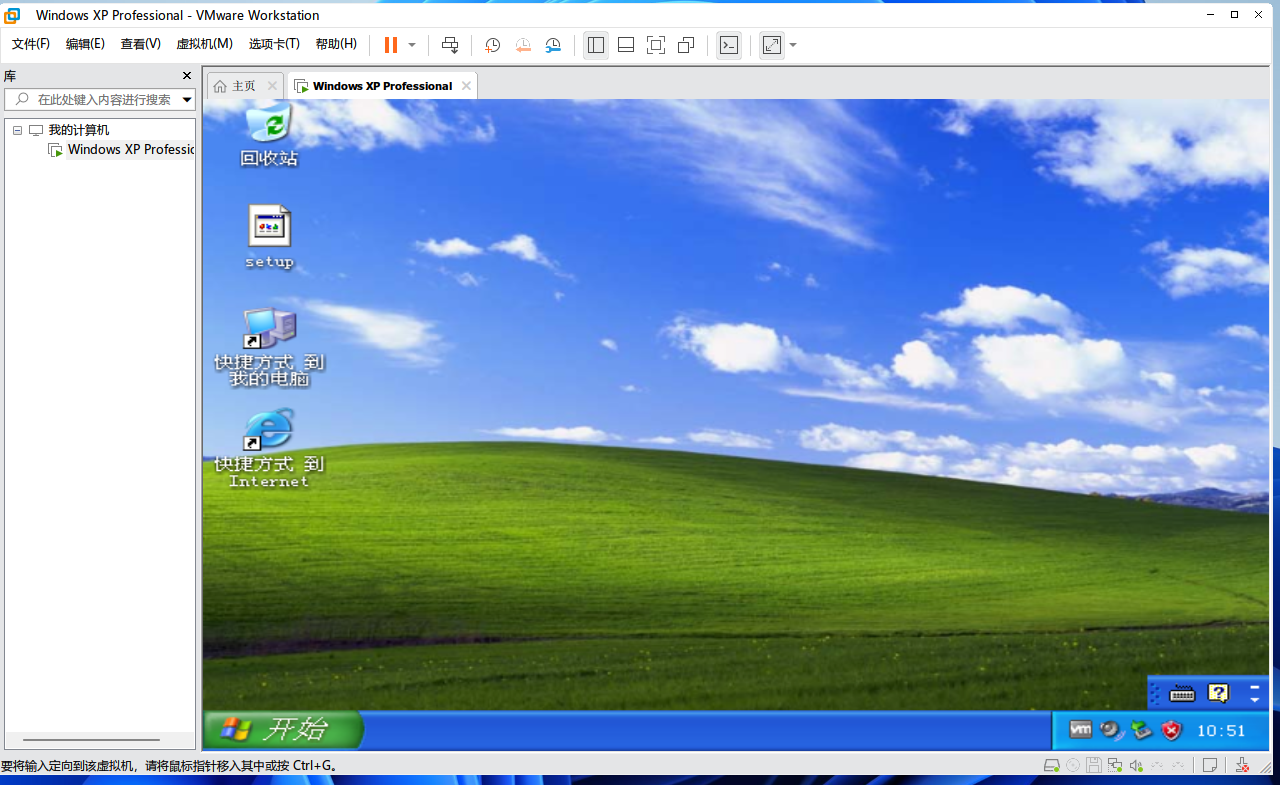 Windows XP Professional - VMware Workstation
文件(F) 编辑(E) 查看(V) 虚拟机(M) 选项卡(T) 帮助(H)
库
主页 Windows XP Professional
在此处键入内容进行搜索
我的计算机
Windows XP Professic
回收站
setup
快捷方式 到
我的电脑
快捷方式 到
Internet
开始
vm
10:51
要将输入定向到该虚拟机，请将鼠标指针移入其中或按 Ctrl+G。